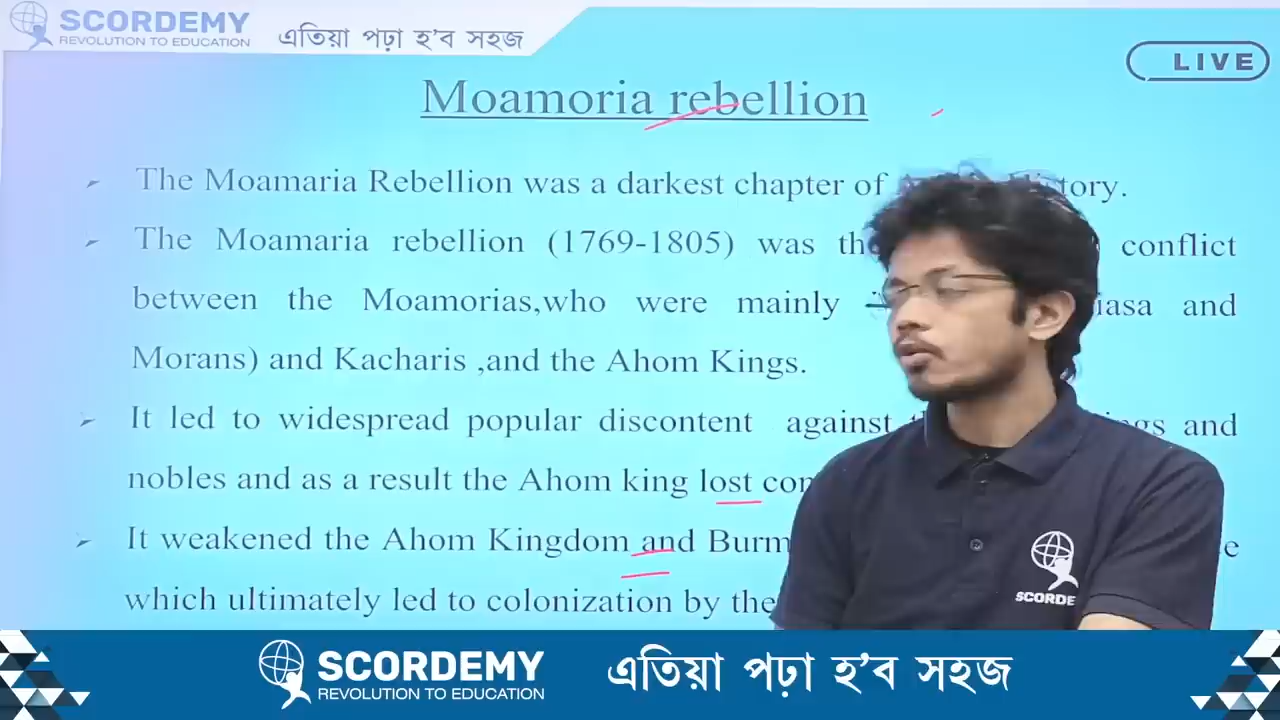 SCORDEMY
REVOLUTION TO EDUCATION
এতিয়া পঢ়া হ’ব সহজ
LIVE
Moamoria rebellion
The Moamaria Rebellion was a darkest chapter of
The Moamaria rebellion (1769-1805) was conflict
between the Moamorias,who were mainly and
Morans) and Kacharis ,and the Ahom Kings.
It led to widespread popular discontent against and
nobles and as a result the Ahom king lost
It weakened the Ahom Kingdom and
which ultimately led to colonization by the
SCORDE
SCORDEMY
REVOLUTION TO EDUCATION
এতিয়া পঢ়া হ’ব সহজ